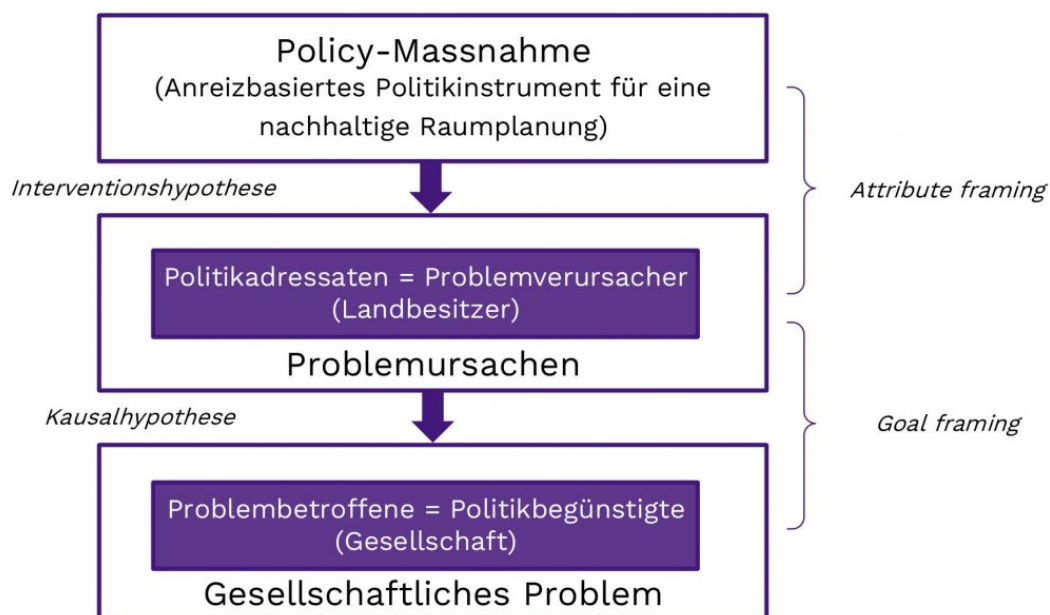 Policy-Massnahme
(Anreizbasiertes Politikinstrument für eine
nachhaltige Raumplanung)
Interventionshypothese
Attribute framing
Politikadressaten = Problemverursacher
(Landbesitzer)
Problemursachen
Kausalhypothese
Goal framing
Problembetroffene = Politikbegünstigte
(Gesellschaft)
Gesellschaftliches Problem